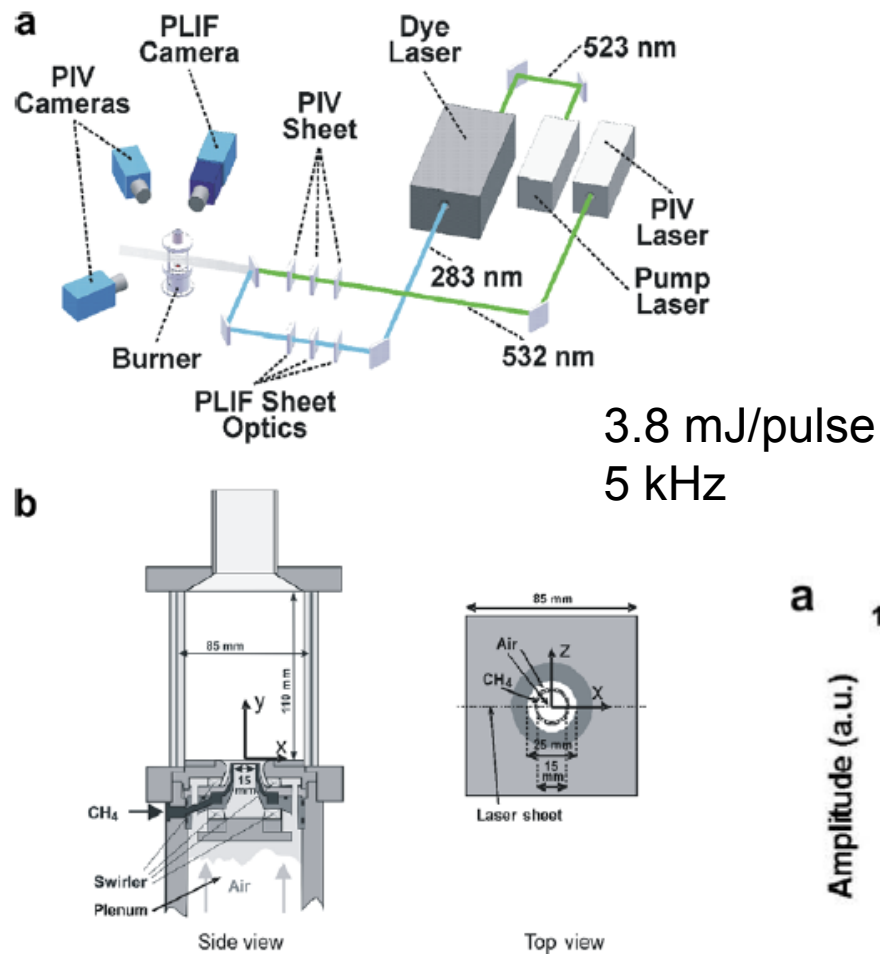 a
PLIF
Camera
PIV
Cameras
PIV
Sheet
Dye
Laser
523 nm
PIV
Laser
283 nm
Pump
Laser
532 nm
Burner
PLIF Sheet
Optics
3.8 mJ/pulse
5 kHz
b
85 mm
110 mm
y
X
15
mm
CH4
Swirler
Plenum
Air
Side view
85 mm
Air
Z
CH4
X
25 mm
15
mm
Laser sheet
Top view
a
1
Amplitude (a.u.)